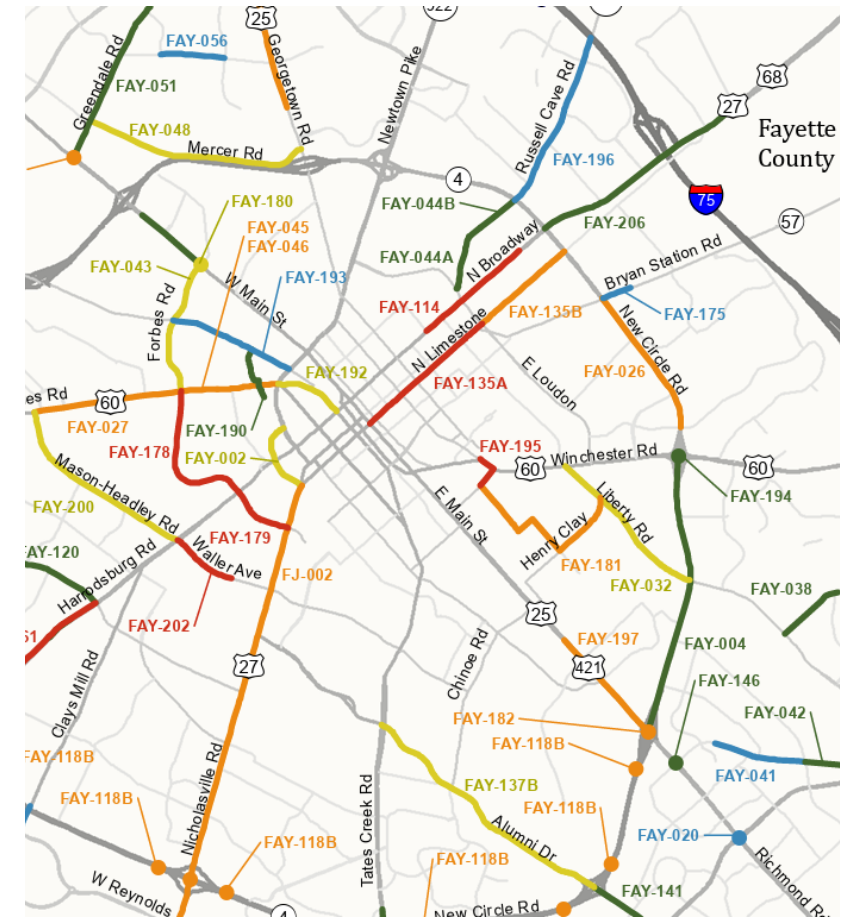 922
25
FAY-056
Greendale Rd
FAY-051
Georgetown Rd
Newtown Pike
Russell Cave Rd
68
27
Fayette
County
FAY-048
Mercer Rd
FAY-196
4
75
FAY-180
FAY-044B
FAY-045
FAY-046
FAY-206
57
FAY-043
FAY-193
FAY-044A
N Broadway
Bryan Station Rd
W Main St
Forbes Rd
FAY-114
FAY-135B
FAY-175
N Limestone
New Circle Rd
FAY-192
E Loudon
FAY-026
FAY-135A
es Rd
60
FAY-027
FAY-190
FAY-178
FAY-002
FAY-195
Winchester Rd
60
60
Mason-Headley Rd
FAY-200
E Main St
Liberty Rd
FAY-194
Henry Clay
FAY-179
Waller Ave
AY-120
Harrodsburg Rd
FJ-002
FAY-181
FAY-032
FAY-038
FAY-202
25
51
FAY-197
FAY-004
27
421
Chinoe Rd
FAY-146
Clays Mill Rd
FAY-182
FAY-042
FAY-118B
FAY-118B
FAY-041
Nicholasville Rd
FAY-137B
FAY-118B
FAY-118B
Tates Creek Rd
FAY-020
Alumni Dr
FAY-118B
FAY-118B
Richmond Rd
W Reynolds
FAY-141
4
New Circle Rd